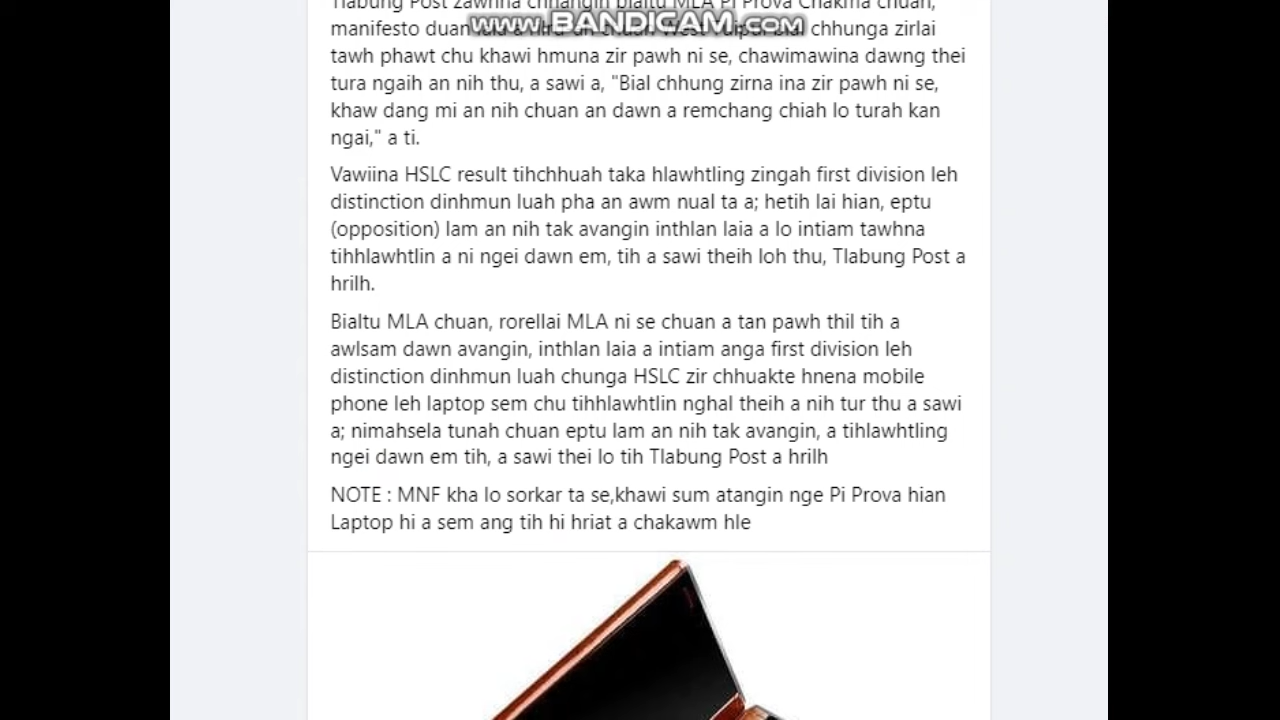 Tlabung Post zawhna chhangin bialtu MLA Pi Prova Chakma chuan,
www.BANDICAM.com
manifesto duan chhunga zirlai
tawh phawt chu khawi hmuna zir pawh ni se, chawimawina dawng thei
tura ngaih an nih thu, a sawi a, "Bial chhung zirna ina zir pawh ni se,
khaw dang mi an nih chuan an dawn a remchang chiah lo turah kan
ngai," a ti.
Vawiina HSLC result tihchhuah taka hlawhtling zingah first division leh
distinction dinhmun luah pha an awm nual ta a; hetih lai hian, eptu
(opposition) lam an nih tak avangin inthlan laia a lo intiam tawhna
tihhlawhtlin a ni ngei dawn em, tih a sawi theih loh thu, Tlabung Post a
hrilh.
Bialtu MLA chuan, rorellai MLA ni se chuan a tan pawh thil tih a
awlsam dawn avangin, inthlan laia a intiam anga first division leh
distinction dinhmun luah chunga HSLC zir chhuakte hnena mobile
phone leh laptop sem chu tihhlawhtlin nghal theih a nih tur thu a sawi
a; nimahsela tunah chuan eptu lam an nih tak avangin, a tihlawhtling
ngei dawn em tih, a sawi thei lo tih Tlabung Post a hrilh
NOTE : MNF kha lo sorkar ta se,khawi sum atangin nge Pi Prova hian
Laptop hi a sem ang tih hi hriat a chakawm hle